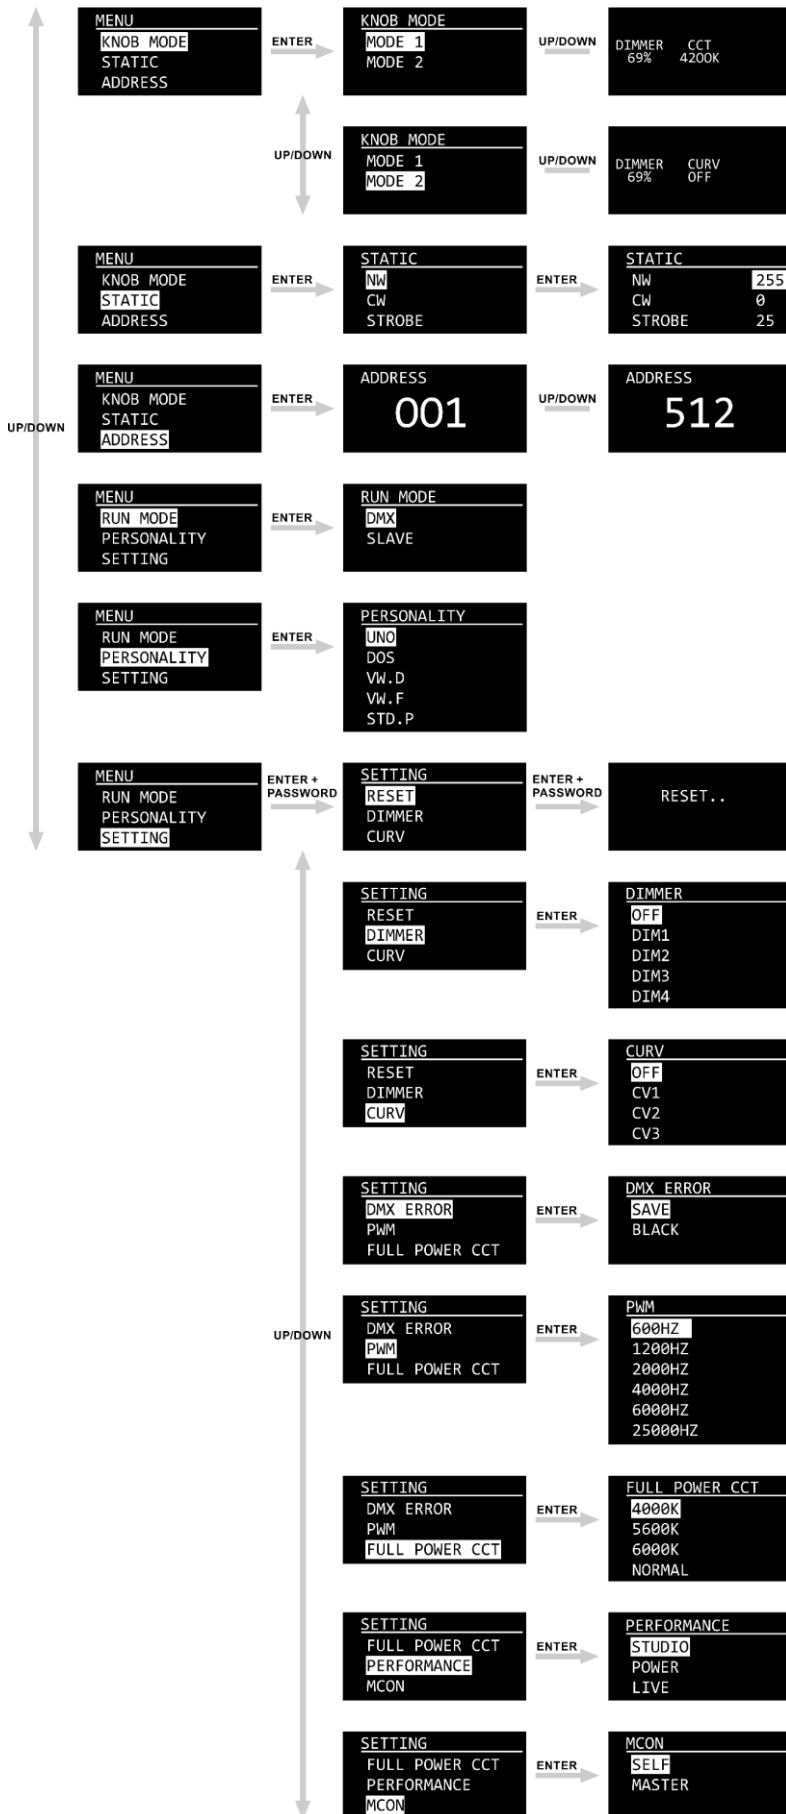 MENU
KNOB MODE
STATIC
ADDRESS
ENTER
KNOB MODE
MODE 1
MODE 2
UP/DOWN
DIMMER CCT
69% 4200K
UP/DOWN
KNOB MODE
MODE 1
MODE 2
UP/DOWN
DIMMER CURV
69% OFF
MENU
KNOB MODE
STATIC
ADDRESS
ENTER
STATIC
NW
CW
STROBE
ENTER
STATIC
NW 255
CW 0
STROBE 25
UP/DOWN
MENU
KNOB MODE
STATIC
ADDRESS
ENTER
ADDRESS
001
UP/DOWN
ADDRESS
512
MENU
RUN MODE
PERSONALITY
SETTING
ENTER
RUN MODE
DMX
SLAVE
MENU
RUN MODE
PERSONALITY
SETTING
ENTER
PERSONALITY
UNO
DOS
VW.D
VW.F
STD.P
MENU
RUN MODE
PERSONALITY
SETTING
ENTER +
PASSWORD
SETTING
RESET
DIMMER
CURV
ENTER +
PASSWORD
RESET..
SETTING
RESET
DIMMER
CURV
ENTER
DIMMER
OFF
DIM1
DIM2
DIM3
DIM4
SETTING
RESET
DIMMER
CURV
ENTER
CURV
OFF
CV1
CV2
CV3
SETTING
DMX ERROR
PWM
FULL POWER CCT
ENTER
DMX ERROR
SAVE
BLACK
UP/DOWN
SETTING
DMX ERROR
PWM
FULL POWER CCT
ENTER
PWM
600HZ
1200HZ
2000HZ
4000HZ
6000HZ
25000HZ
SETTING
DMX ERROR
PWM
FULL POWER CCT
ENTER
FULL POWER CCT
4000K
5600K
6000K
NORMAL
SETTING
FULL POWER CCT
PERFORMANCE
MCON
ENTER
PERFORMANCE
STUDIO
POWER
LIVE
SETTING
FULL POWER CCT
PERFORMANCE
MCON
ENTER
MCON
SELF
MASTER